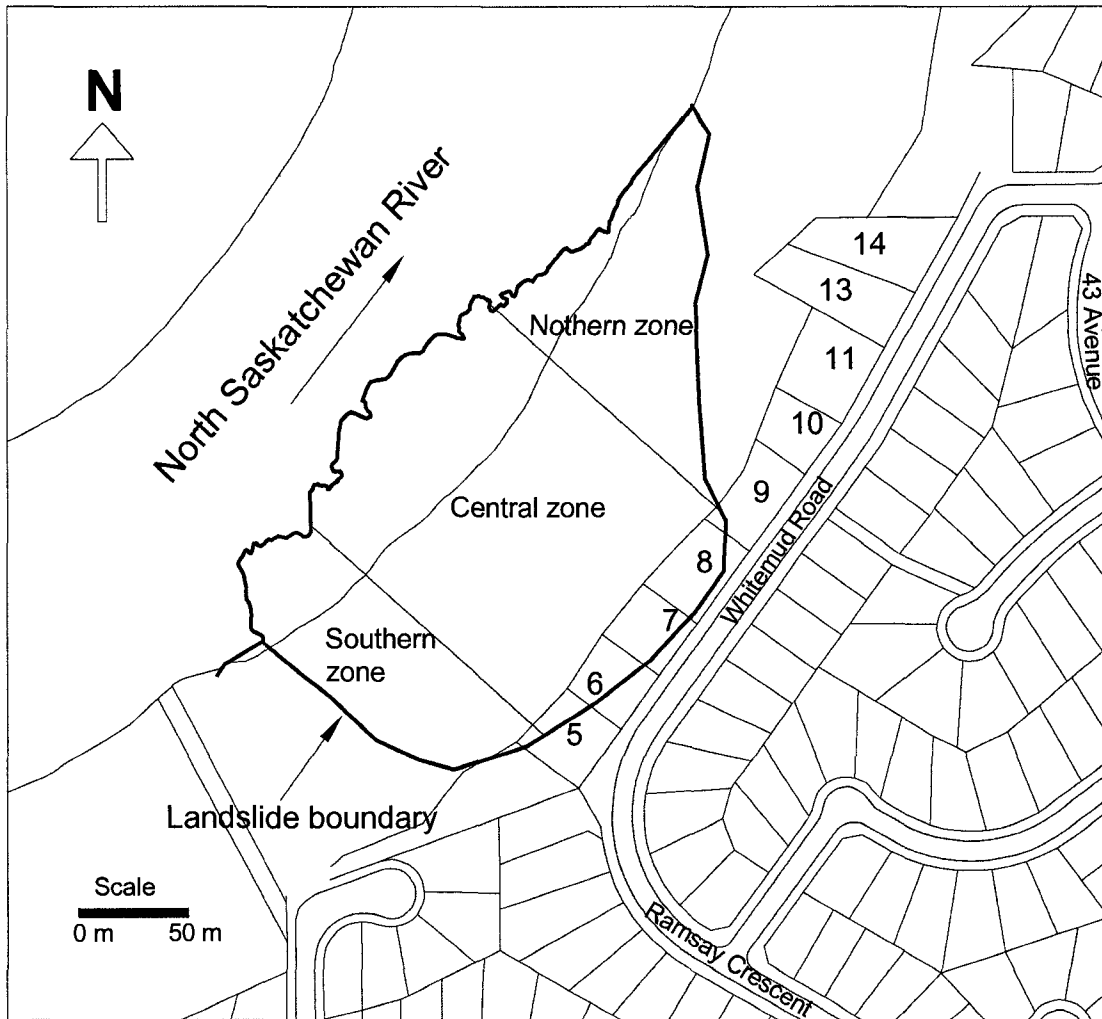 N
North Saskatchewan River
14
13
43 Avenue
Nothern zone
11
10
9
Central zone
8
Whitemud Road
7
Southern
zone
6
5
Landslide boundary
Scale
0 m 50 m
Ramsay Crescent